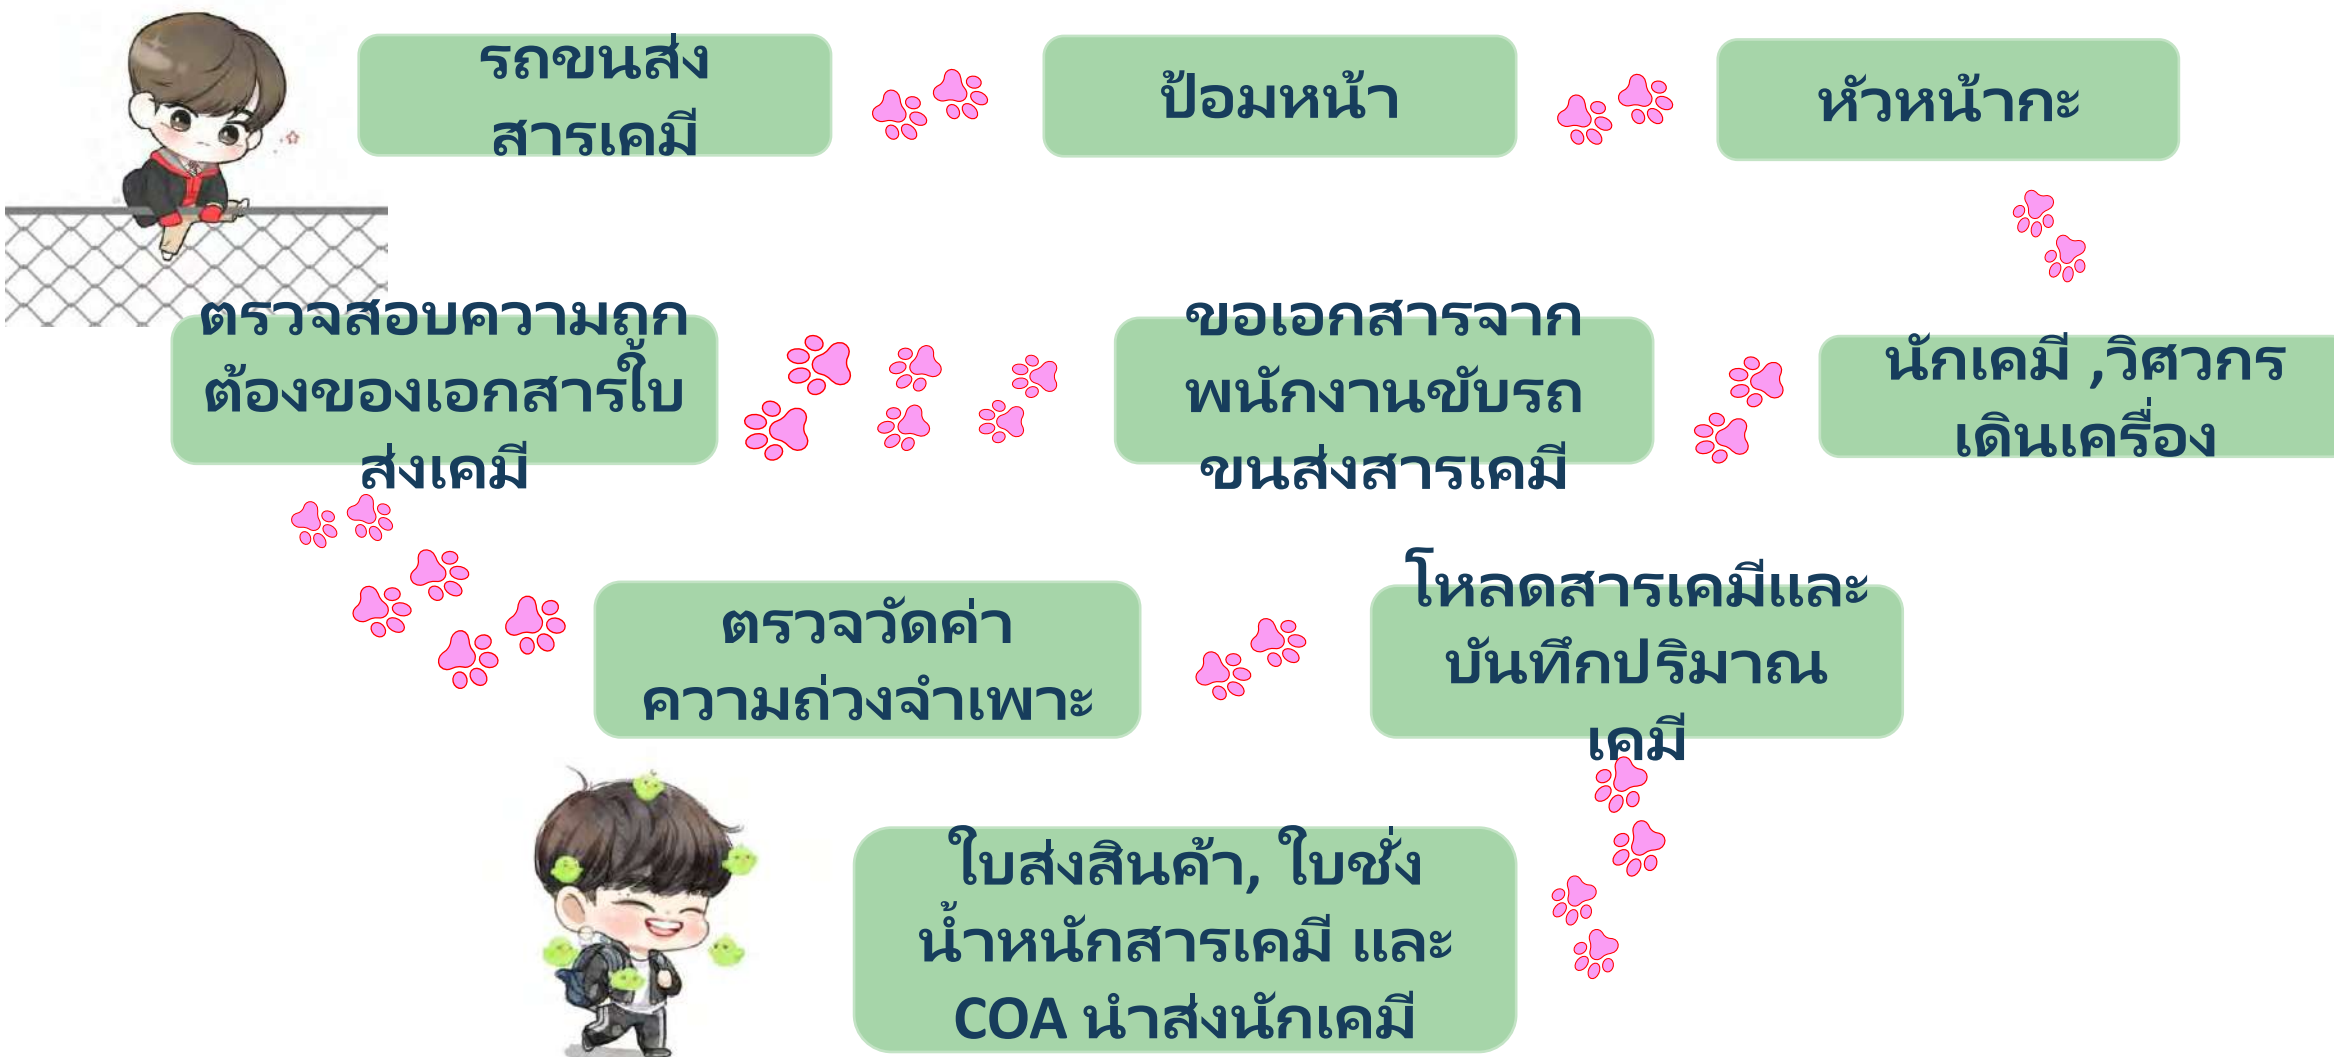 รถขนส่ง
สารเคมี
ป้อมหน้า
หัวหน้ากะ
นักเคมี ,วิศวกร
เดินเครื่อง
ขอเอกสารจาก
พนักงานขับรถ
ขนส่งสารเคมี
ตรวจสอบความถูก
ต้องของเอกสารใบ
ส่งเคมี
ตรวจวัดค่า
ความถ่วงจำเพาะ
โหลดสารเคมีและ
บันทึกปริมาณ
เคมี
ใบส่งสินค้า, ใบชั่ง
น้ำหนักสารเคมี และ
COA นำส่งนักเคมี